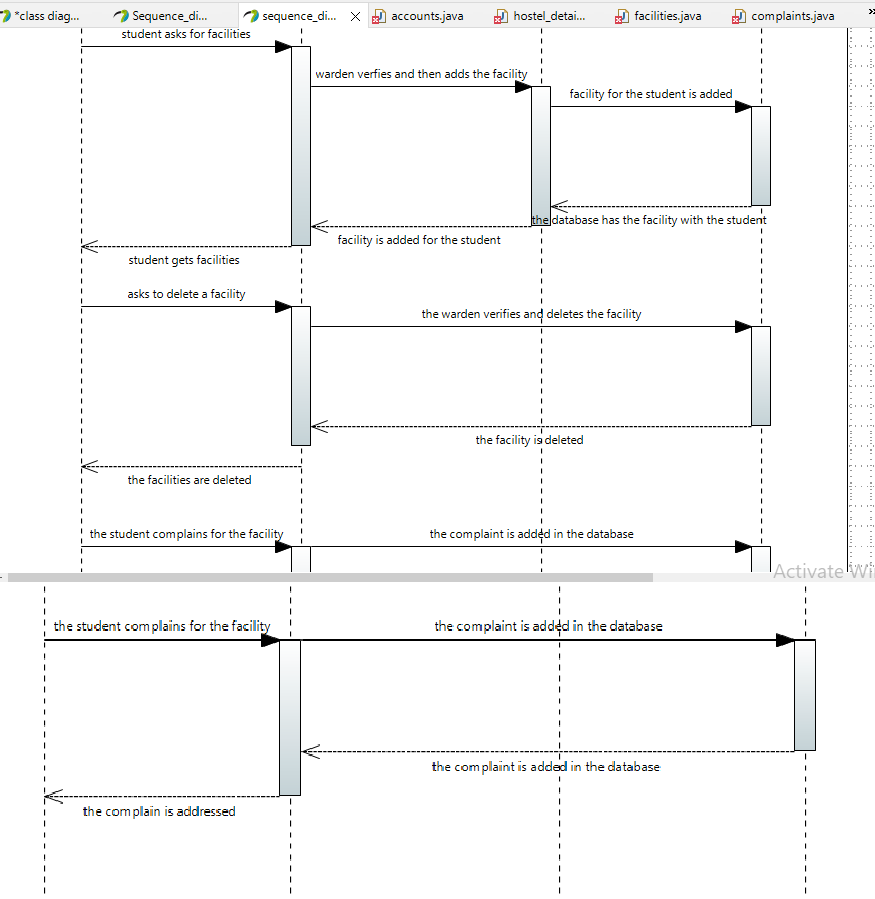 *class diag...
Sequence_di...
sequence_di...
accounts.java
hostel_detai...
facilities.java
complaints.java
student asks for facilities
warden verfies and then adds the facility
facility for the student is added
the database has the facility with the student
facility is added for the student
student gets facilities
asks to delete a facility
the warden verifies and deletes the facility
the facility is deleted
the facilities are deleted
the student complains for the facility
the complaint is added in the database
Activate Wi
the student complains for the facility
the complaint is added in the database
the complaint is added in the database
the complain is addressed